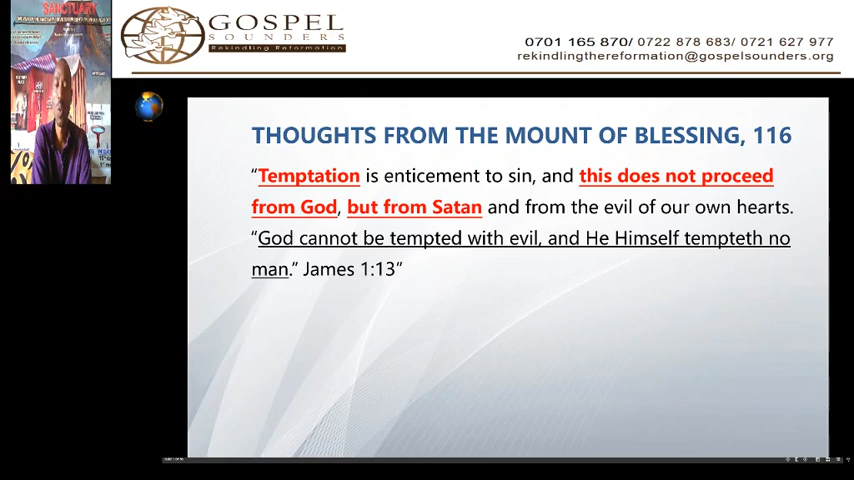 SANCTUARY
GOSPEL
SOUNDERS
Rekindling Reformation
0701 165 870/ 0722 878 683/ 0721 627 977
rekindlingthereformation@gospelsounders.org
THOUGHTS FROM THE MOUNT OF BLESSING, 116
“Temptation is enticement to sin, and this does not proceed
from God, but from Satan and from the evil of our own hearts.
“God cannot be tempted with evil, and He Himself tempteth no
man.” James 1:13“